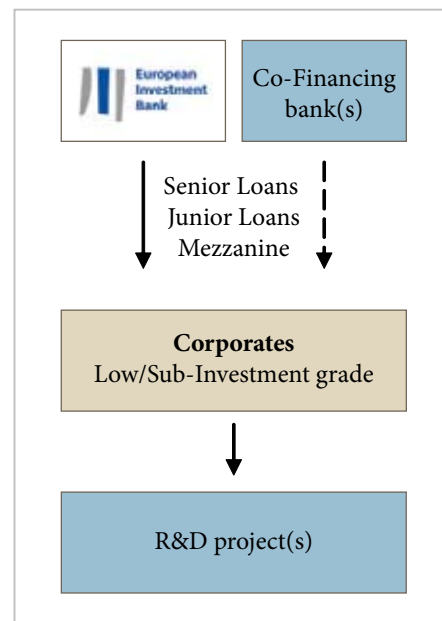 European
Investment
Bank
Co-Financing
bank(s)
Senior Loans
Junior Loans
Mezzanine
Corporates
Low/Sub-Investment grade
R&D project(s)